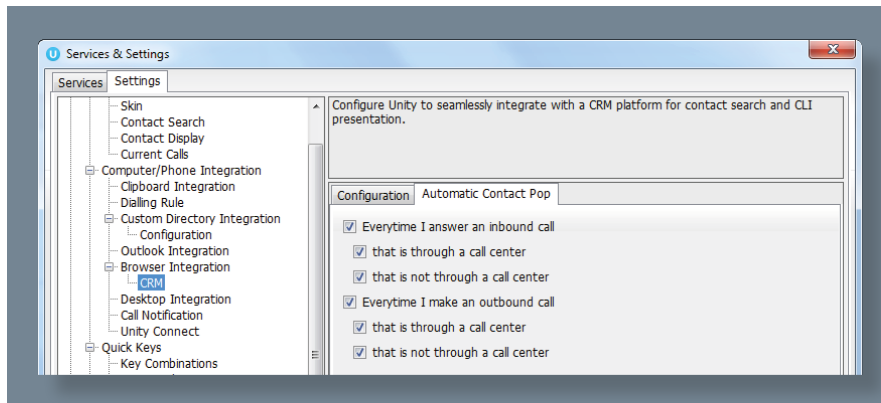 Services & Settings
Services Settings
Skin
Contact Search
Contact Display
Current Calls
Computer/Phone Integration
Clipboard Integration
Dialling Rule
Custom Directory Integration
Configuration
Outlook Integration
Browser Integration
CRM
Desktop Integration
Call Notification
Unity Connect
Quick Keys
Key Combinations
Configure Unity to seamlessly integrate with a CRM platform for contact search and CLI
presentation.
Configuration Automatic Contact Pop
Everytime I answer an inbound call
that is through a call center
that is not through a call center
Everytime I make an outbound call
that is through a call center
that is not through a call center